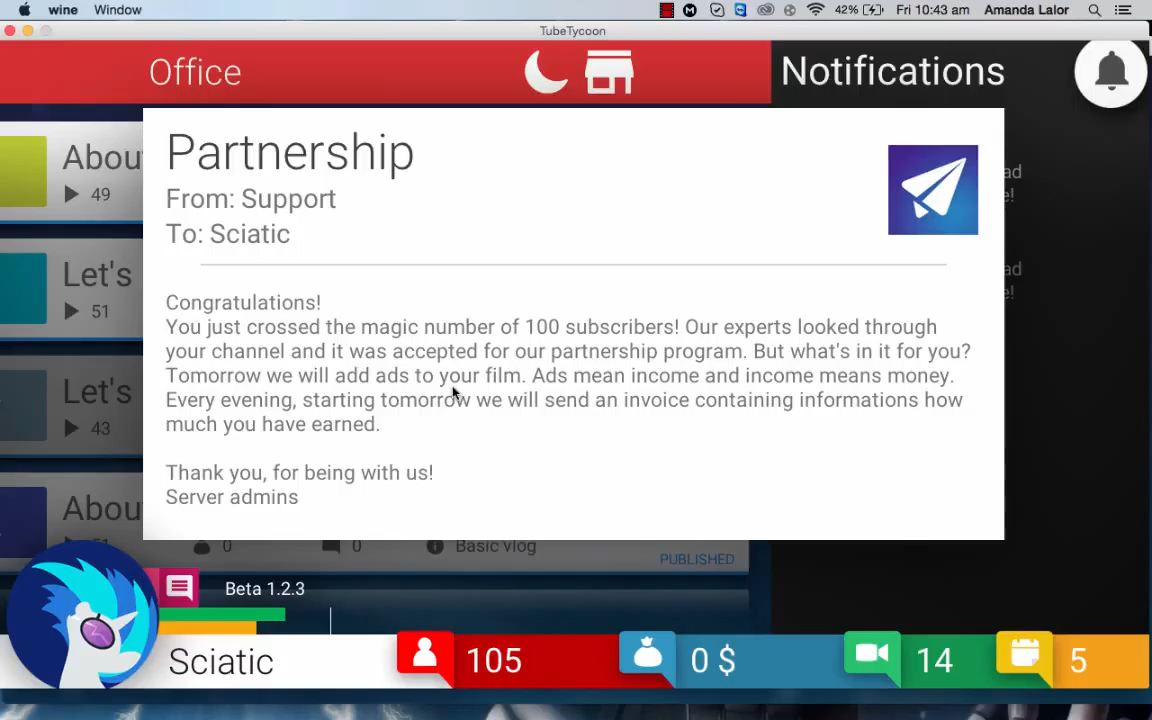 wine Window 42% Fri 10:43 am Amanda Lalor
TubeTycoon
Office
Notifications
Partnership
From: Support
To: Sciatic
Congratulations!
You just crossed the magic number of 100 subscribers! Our experts looked through
your channel and it was accepted for our partnership program. But what's in it for you?
Tomorrow we will add ads to your film. Ads mean income and income means money.
Every evening, starting tomorrow we will send an invoice containing informations how
much you have earned.
Thank you, for being with us!
Server admins
49
Let's
51
Let's
43
0 0 Basic vlog
PUBLISHED
Beta 1.2.3
Sciatic 105 0 $ 14 5